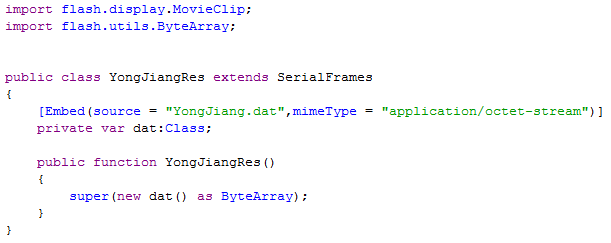 import flash.display.MovieClip;
import flash.utils.ByteArray;
public class YongJiangRes extends SerialFrames
{
[Embed(source = "YongJiang.dat",mimeType = "application/octet-stream")]
private var dat:Class;
public function YongJiangRes()
{
super(new dat() as ByteArray);
}
}